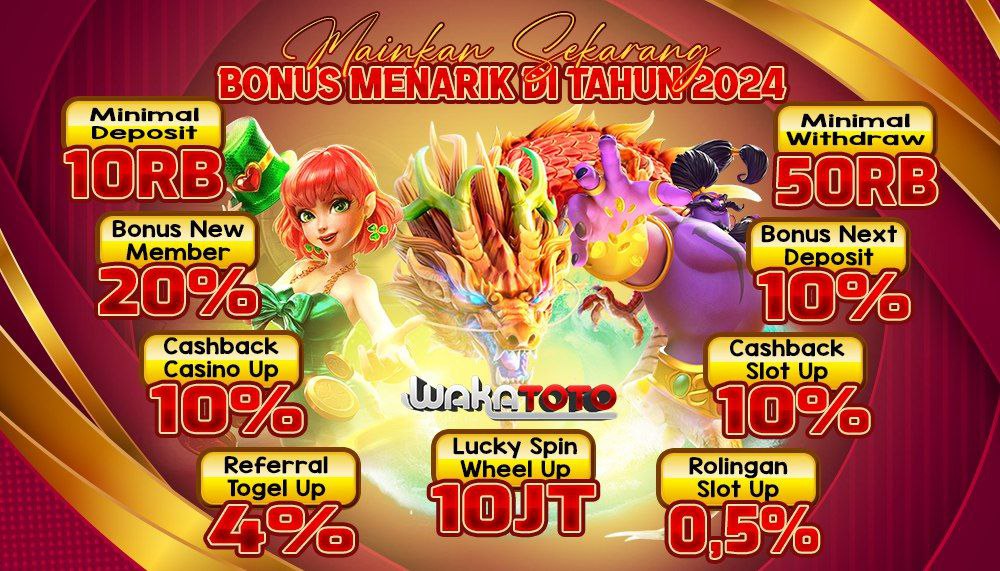 Mainkan Sekarang
BONUS MENARIK DI TAHUN 2024
Minimal
Deposit
10RB
Minimal
Withdraw
50RB
Bonus New
Member
20%
Bonus Next
Deposit
10%
Cashback
Casino Up
10%
Cashback
Slot Up
10%
WAKATOTO
Referral
Togel Up
4%
Lucky Spin
Wheel Up
10JT
Rolingan
Slot Up
0,5%